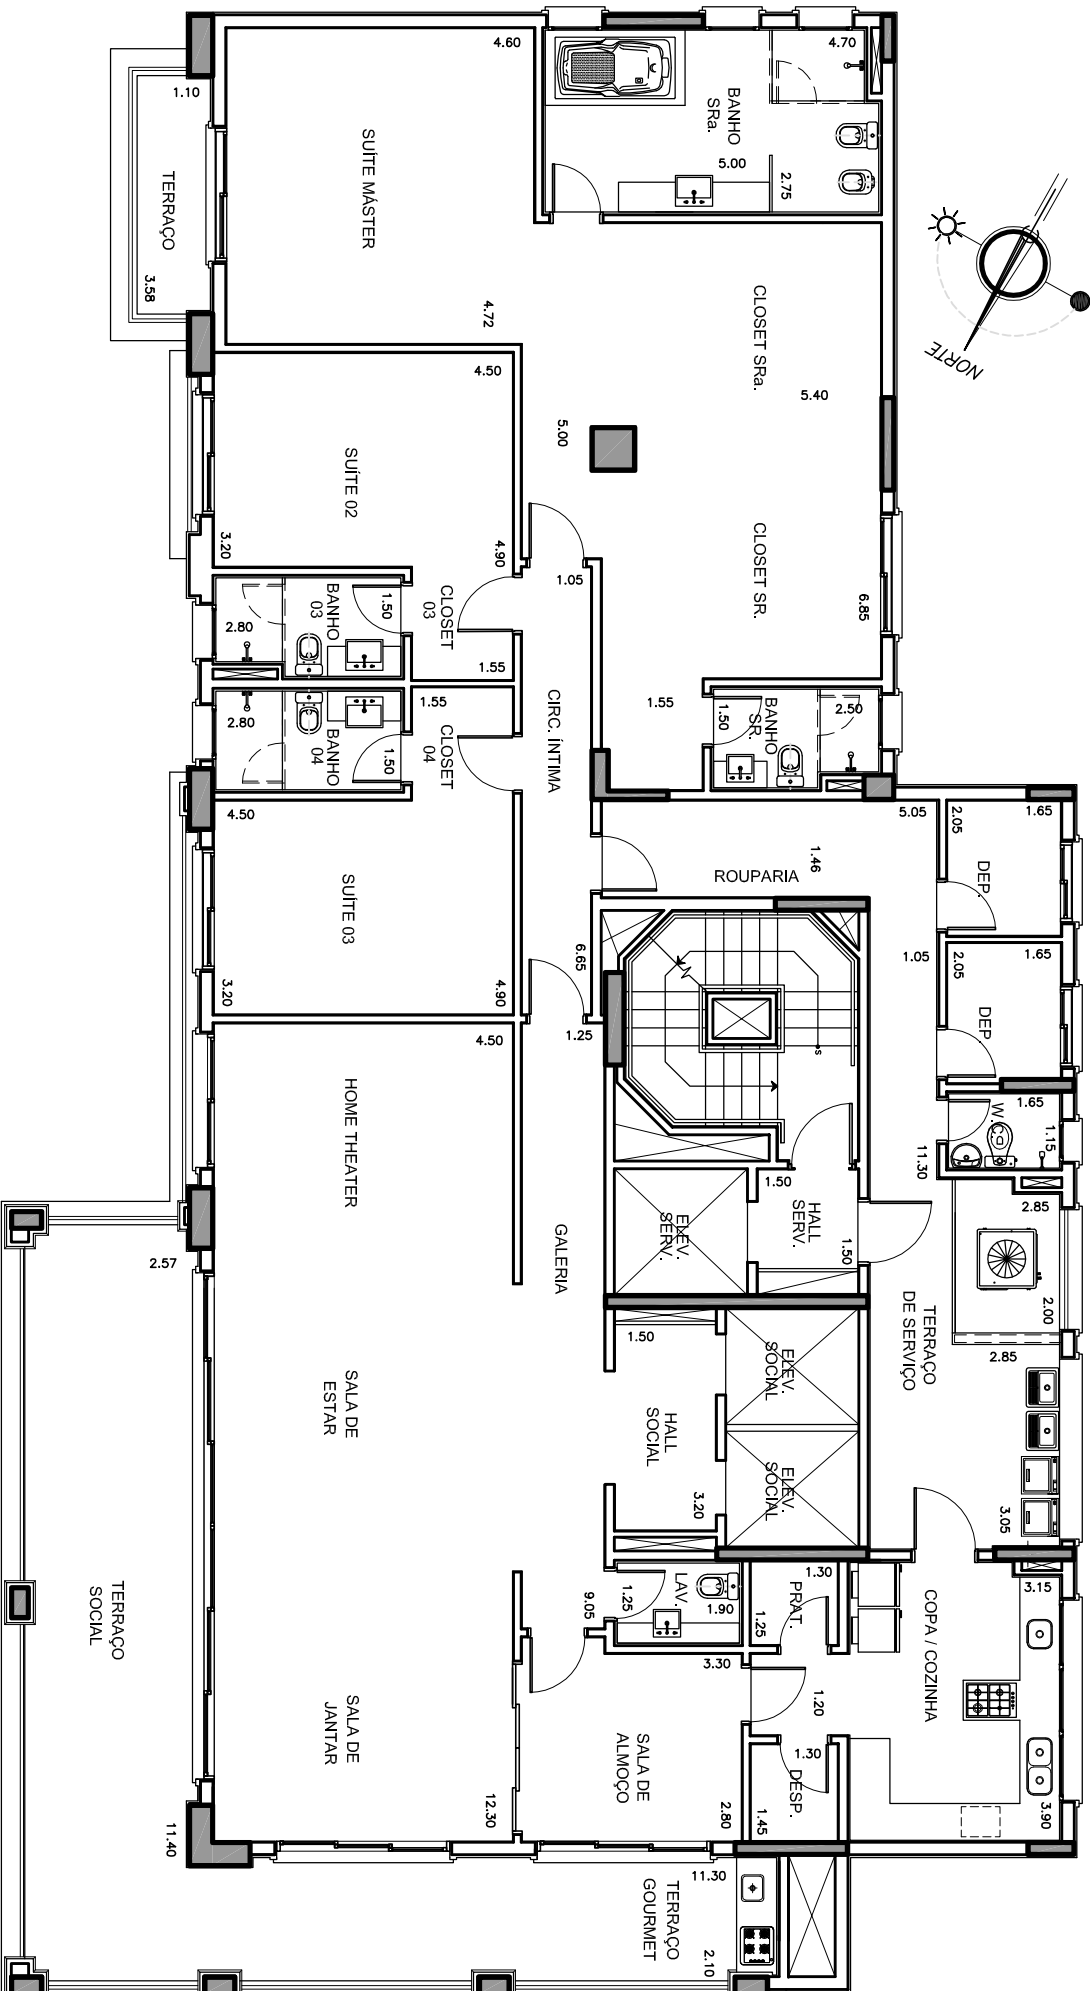 4.60
4.70
BANHO
SRa.
5.00
2.75
1.10
TERRAÇO
3.58
SUÍTE MÁSTER
4.72
CLOSET SRa.
5.40
NORTE
4.50
5.00
SUÍTE 02
3.20
4.90
1.05
CLOSET SR.
6.85
BANHO
03
1.50
2.80
CLOSET
03
1.55
1.55
1.55
BANHO
SR.
1.50
2.50
2.80
BANHO
04
1.50
CLOSET
04
CIRC. ÍNTIMA
4.50
SUÍTE 03
3.20
4.90
6.65
1.25
ROUPARIA
1.46
5.05
2.05
1.65
DEP.
1.05
2.05
1.65
DEP.
S
1.65
W.C.
1.15
11.30
4.50
HOME THEATER
GALERIA
1.50
HALL
SERV.
1.50
ELEV.
SERV.
2.85
2.00
2.85
TERRAÇO
DE SERVIÇO
2.57
1.50
ELEV.
SOCIAL
SALA DE
ESTAR
HALL
SOCIAL
3.20
ELEV.
SOCIAL
3.05
TERRAÇO
SOCIAL
9.05
1.25
LAV.
1.90
1.30
PRAT.
1.25
3.15
COPA / COZINHA
3.30
1.20
SALA DE
JANTAR
12.30
SALA DE
ALMOÇO
2.80
1.30
DESP.
1.45
3.90
11.40
11.30
TERRAÇO
GOURMET
2.10